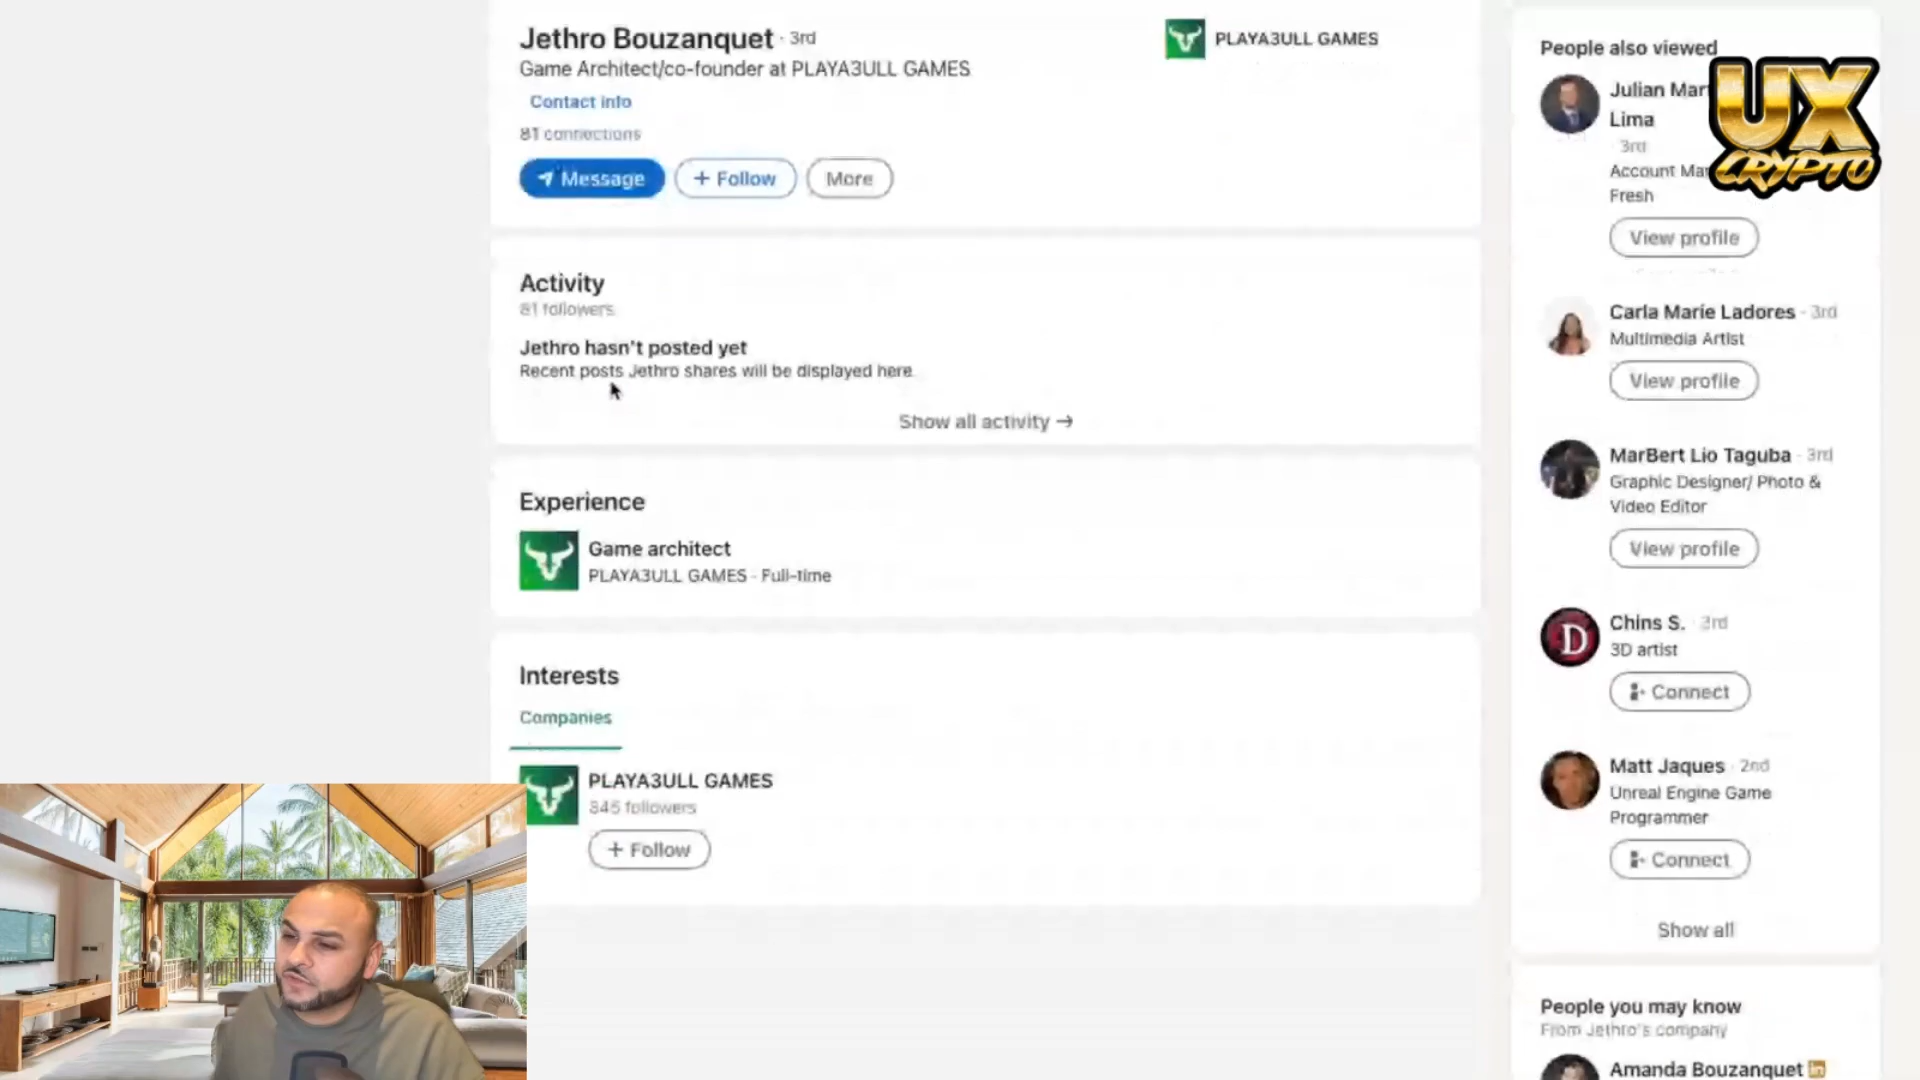 Jethro Bouzanquet · 3rd
Game Architect/co-founder at PLAYA3ULL GAMES
Contact info
81 connections
Message
+ Follow
More
PLAYA3ULL GAMES
Activity
81 followers
Jethro hasn't posted yet
Recent posts Jethro shares will be displayed here.
Show all activity →
Experience
Game architect
PLAYA3ULL GAMES · Full-time
Interests
Companies
PLAYA3ULL GAMES
345 followers
+ Follow
People also viewed
UX
CRYPTO
Julian
Lima
· 3rd
Account
Fresh
View profile
Carla Marie Ladores · 3rd
Multimedia Artist
View profile
MarBert Lio Taguba · 3rd
Graphic Designer/ Photo &
Video Editor
View profile
D
Chins S. · 3rd
3D artist
Connect
Matt Jaques · 2nd
Unreal Engine Game
Programmer
Connect
Show all
People you may know
From Jethro's company
Amanda Bouzanquet in